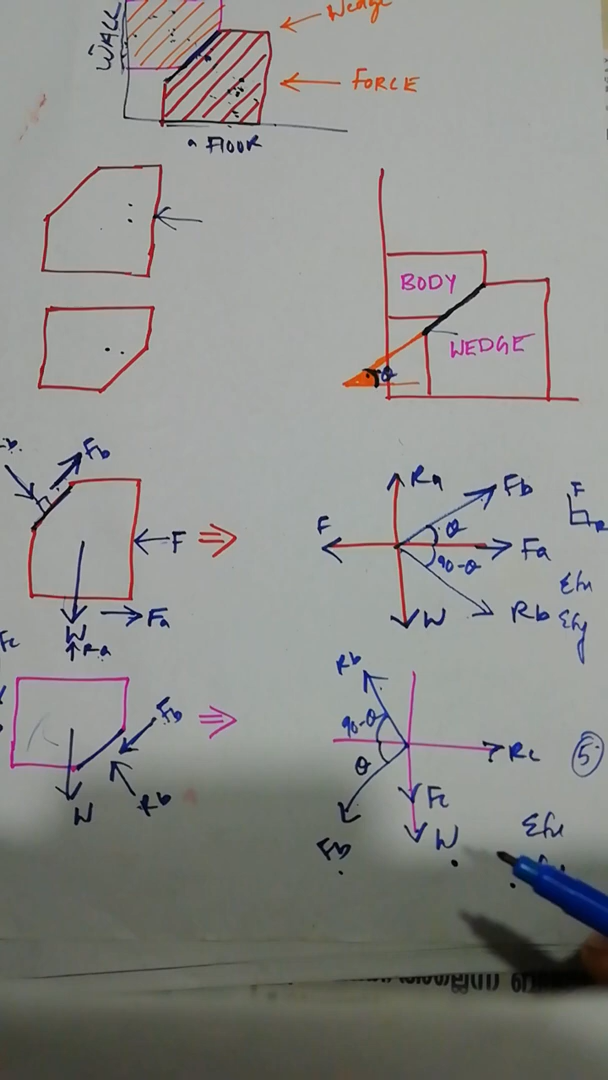 WALL
Wedge
FORCE
FLOOR
BODY
WEDGE
θ
Fb
F
W
Fa
Ra
Ra
Fb
F
θ
Fa
90-θ
W
Rb
F
R
Σfx
Σfy
Fc
Fb
W
Rb
Rb
90-θ
θ
Rc
Fc
W
Fb
5
Σfx